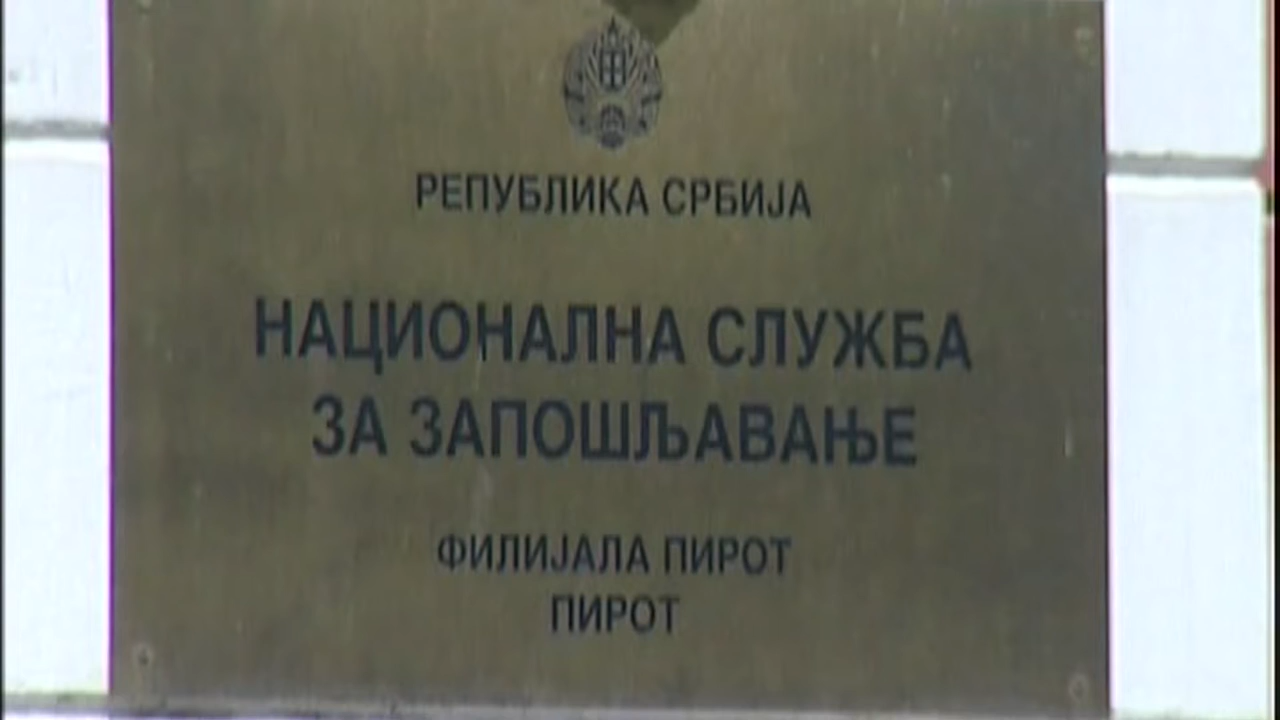 РЕПУБЛИКА СРБИЈА
НАЦИОНАЛНА СЛУЖБА
ЗА ЗАПОШЉАВАЊЕ
ФИЛИЈАЛА ПИРОТ
ПИРОТ